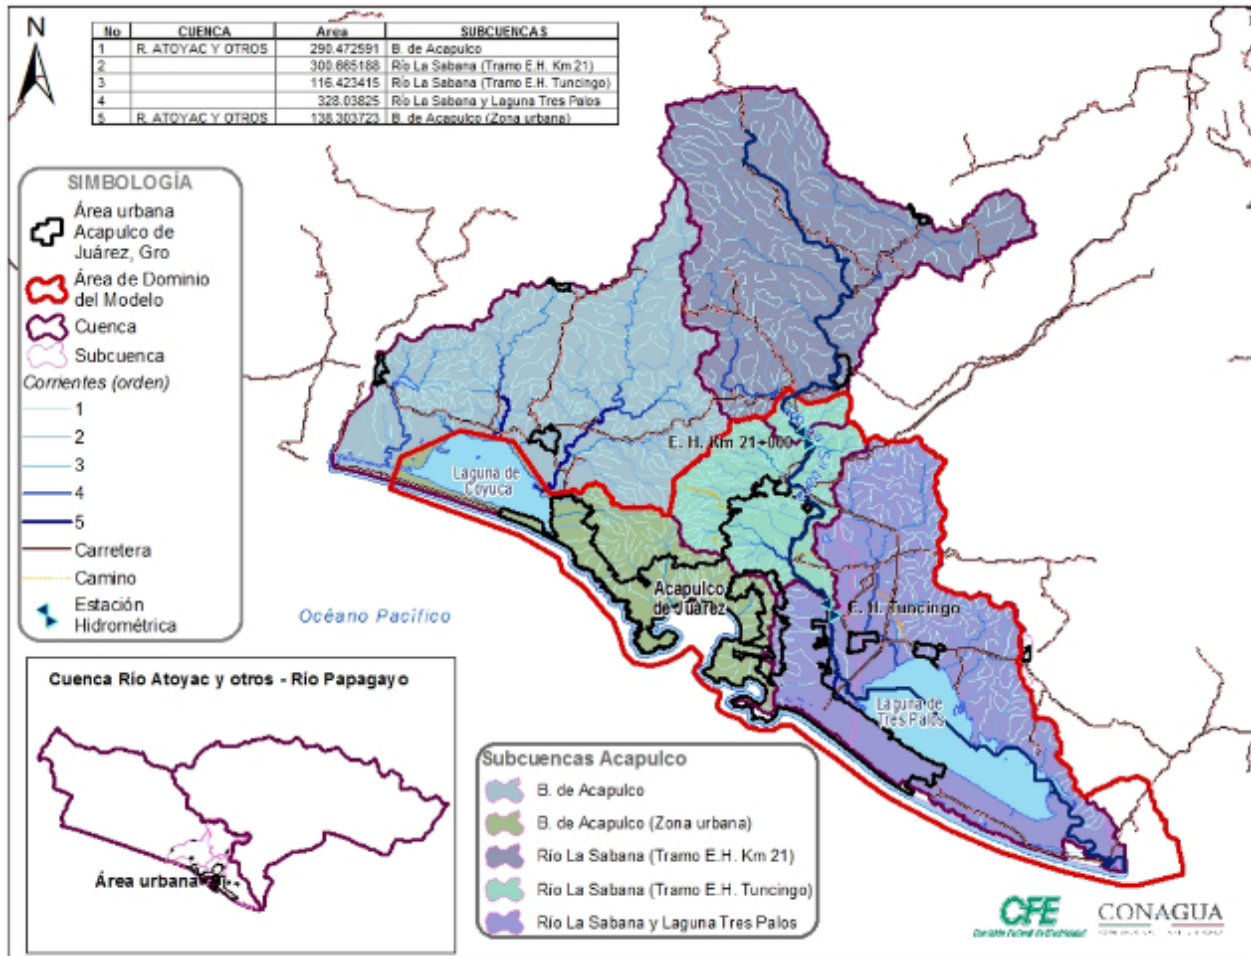 N
No CUENCA Area SUBCUENCAS
1 R. ATOYAC Y OTROS 290.472591 B. de Acapulco
2 300.665188 Río La Sabana (Tramo E.H. Km 21)
3 116.423415 Río La Sabana (Tramo E.H. Tuncingo)
4 328.03825 Río La Sabana y Laguna Tres Palos
5 R. ATOYAC Y OTROS 138.303723 B. de Acapulco (Zona urbana)
SIMBOLOGÍA
Área urbana
Acapulco de
Juárez, Gro
Área de Dominio
del Modelo
Cuenca
Subcuenca
Corrientes (orden)
1
2
3
4
5
Carretera
Camino
Estación
Hidrométrica
E. H. Km 21+000
Laguna de
Coyuca
Acapulco
de Juárez
E. H. Tuncingo
Océano Pacífico
Laguna de
Tres Palos
Cuenca Río Atoyac y otros - Río Papagayo
Área urbana
Subcuencas Acapulco
B. de Acapulco
B. de Acapulco (Zona urbana)
Río La Sabana (Tramo E.H. Km 21)
Río La Sabana (Tramo E.H. Tuncingo)
Río La Sabana y Laguna Tres Palos
CFE
Comisión Federal de Electricidad
CONAGUA